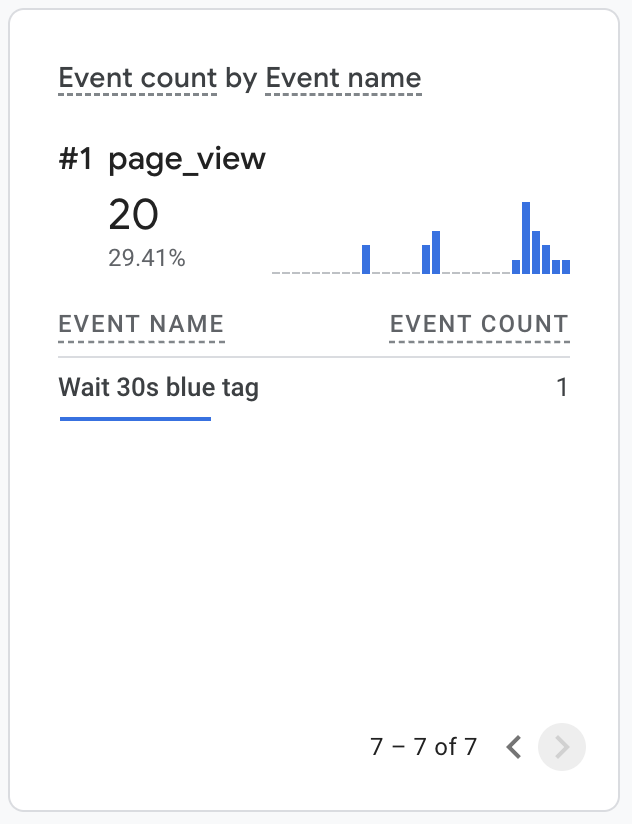 Event count by Event name
#1 page_view
20
29.41%
EVENT NAME EVENT COUNT
Wait 30s blue tag 1
7 – 7 of 7